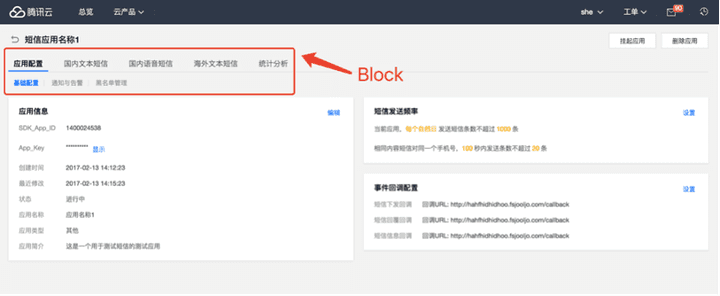 腾讯云 总览 云产品 she 工单 90
短信应用名称1 挂起应用 删除应用
应用配置 国内文本短信 国内语音短信 海外文本短信 统计分析
Block
基础配置 通知与告警 黑名单管理
应用信息 编辑
SDK_App_ID 1400024538
App_Key ********** 显示
创建时间 2017-02-13 14:12:23
最近修改 2017-02-13 14:15:23
状态 进行中
应用名称 应用名称1
应用类型 其他
应用简介 这是一个用于测试短信的测试应用
短信发送频率 设置
当前应用，每个自然日 发送短信条数不超过 1000 条
相同内容短信对同一个手机号，180 秒内发送条数不超过 20 条
事件回调配置 设置
短信下发回调 回调URL: http://hahfhidhidhoo.fsjooljo.com/callback
短信回覆回调 回调URL: http://hahfhidhidhoo.fsjooljo.com/callback
短信信息回调 回调URL: http://hahfhidhidhoo.fsjooljo.com/callback